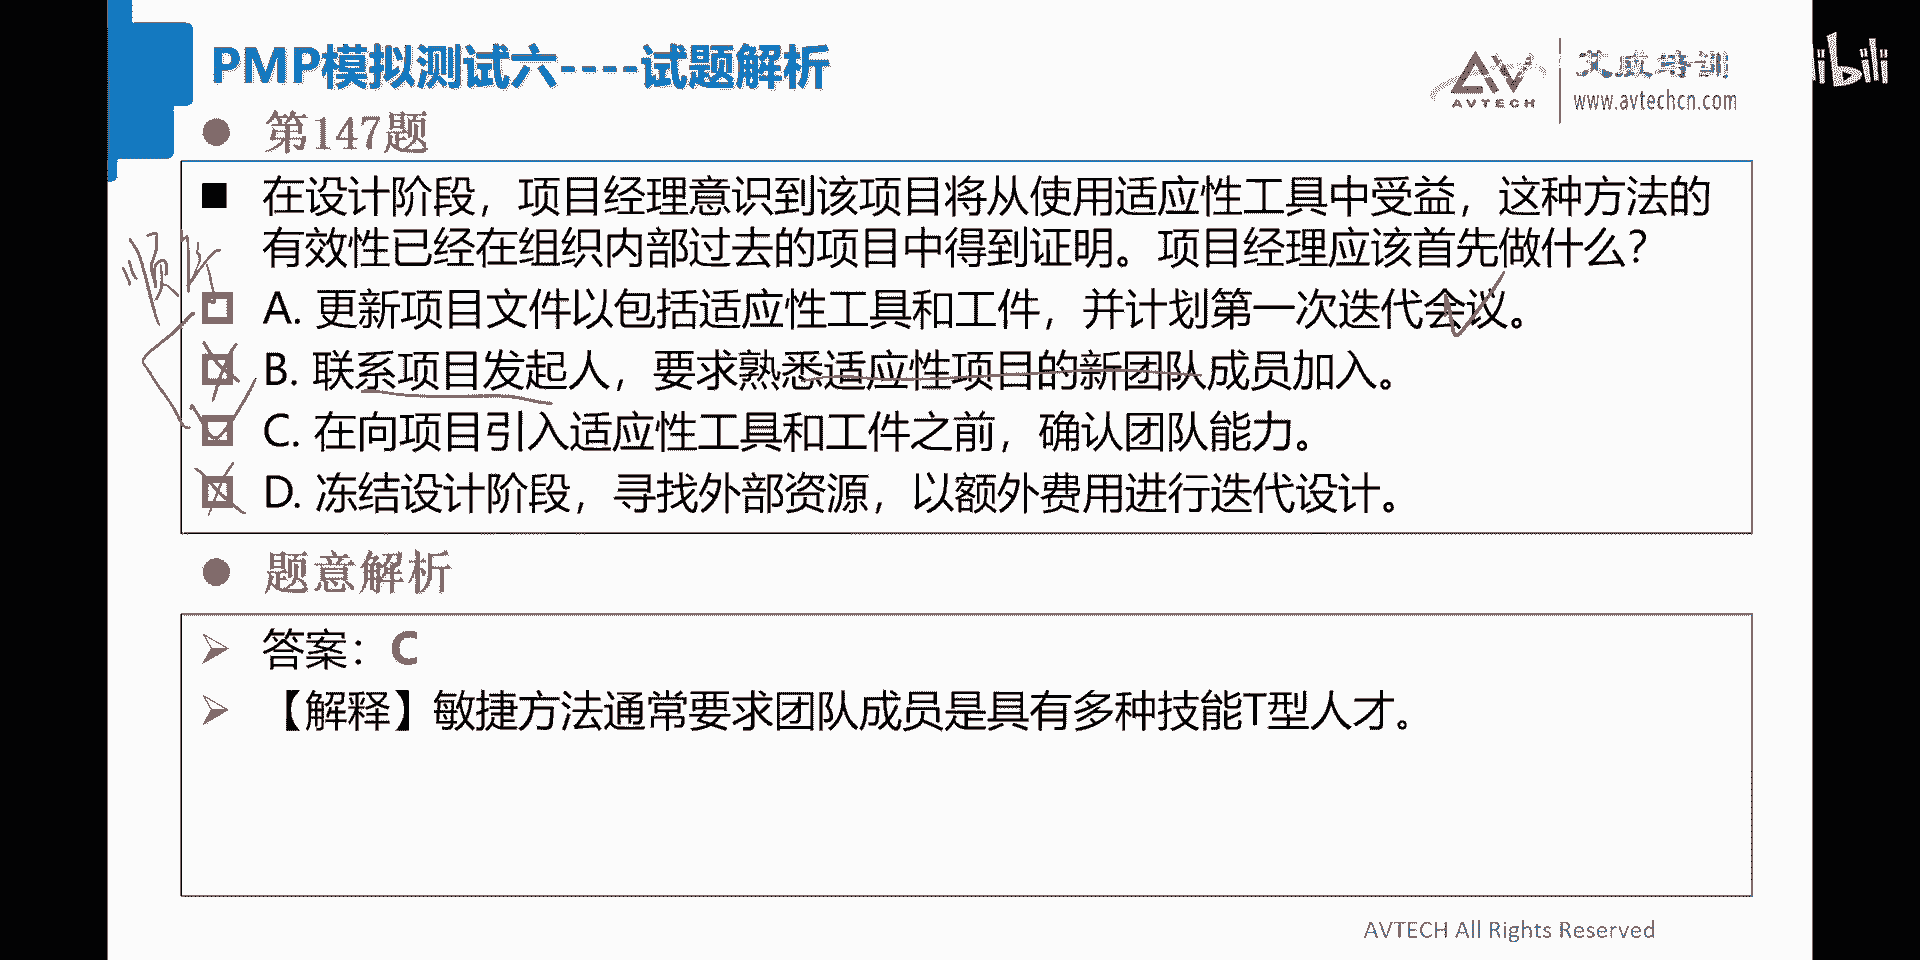 PMP模拟测试六----试题解析
AVTECH
艾威培训
www.avtechcn.com
第147题
在设计阶段，项目经理意识到该项目将从使用适应性工具中受益，这种方法的
有效性已经在组织内部过去的项目中得到证明。项目经理应该首先做什么？
顺序
A. 更新项目文件以包括适应性工具和工件，并计划第一次迭代会议。
B. 联系项目发起人，要求熟悉适应性项目的新团队成员加入。
C. 在向项目引入适应性工具和工件之前，确认团队能力。
D. 冻结设计阶段，寻找外部资源，以额外费用进行迭代设计。
题意解析
答案：C
【解释】敏捷方法通常要求团队成员是具有多种技能T型人才。
AVTECH All Rights Reserved